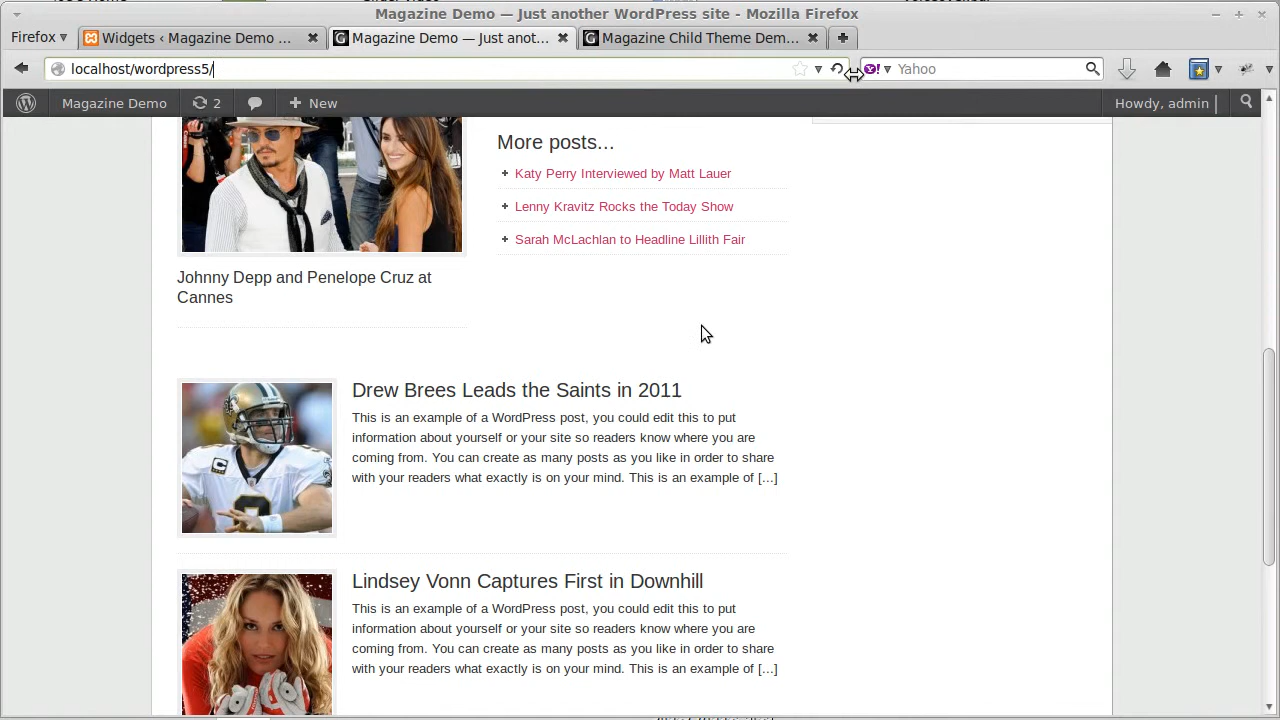 Magazine Demo — Just another WordPress site - Mozilla Firefox
Firefox
Widgets ‹ Magazine Demo ...
Magazine Demo — Just anot...
Magazine Child Theme Dem...
localhost/wordpress5/
Yahoo
Magazine Demo
2
New
Howdy, admin
More posts...
Katy Perry Interviewed by Matt Lauer
Lenny Kravitz Rocks the Today Show
Sarah McLachlan to Headline Lillith Fair
Johnny Depp and Penelope Cruz at
Cannes
Drew Brees Leads the Saints in 2011
This is an example of a WordPress post, you could edit this to put
information about yourself or your site so readers know where you are
coming from. You can create as many posts as you like in order to share
with your readers what exactly is on your mind. This is an example of [...]
Lindsey Vonn Captures First in Downhill
This is an example of a WordPress post, you could edit this to put
information about yourself or your site so readers know where you are
coming from. You can create as many posts as you like in order to share
with your readers what exactly is on your mind. This is an example of [...]